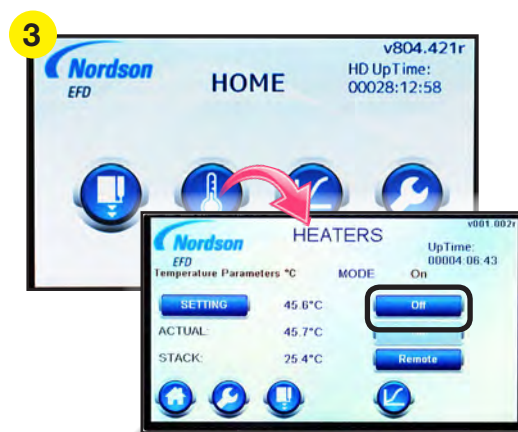 3
v804.421r
Nordson
EFD
HOME
HD UpTime:
00028:12:58
v001.002r
Nordson
EFD
HEATERS
UpTime:
00004:06:43
Temperature Parameters °C
MODE
On
SETTING
45.6°C
Off
ACTUAL:
45.7°C
STACK:
25.4°C
Remote